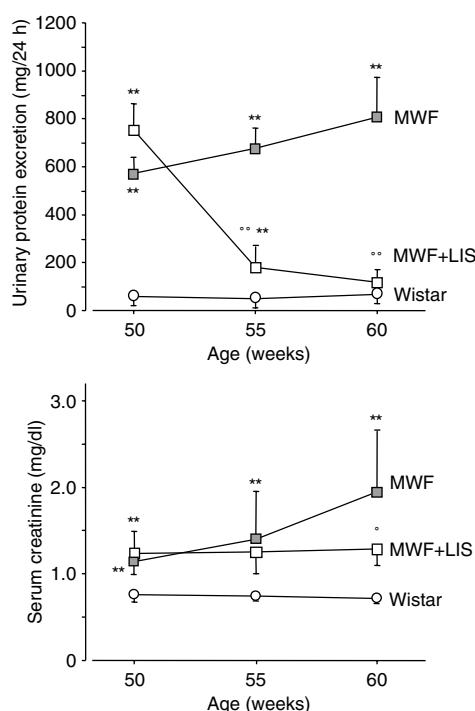 Urinary protein excretion (mg/24 h)
1200
1000
800
600
400
200
0
**
**
**
**
°° **
°°
MWF
MWF+LIS
Wistar
50 55 60
Age (weeks)
Serum creatinine (mg/dl)
3.0
2.0
1.0
0
**
**
**
**
°
MWF
MWF+LIS
Wistar
50 55 60
Age (weeks)